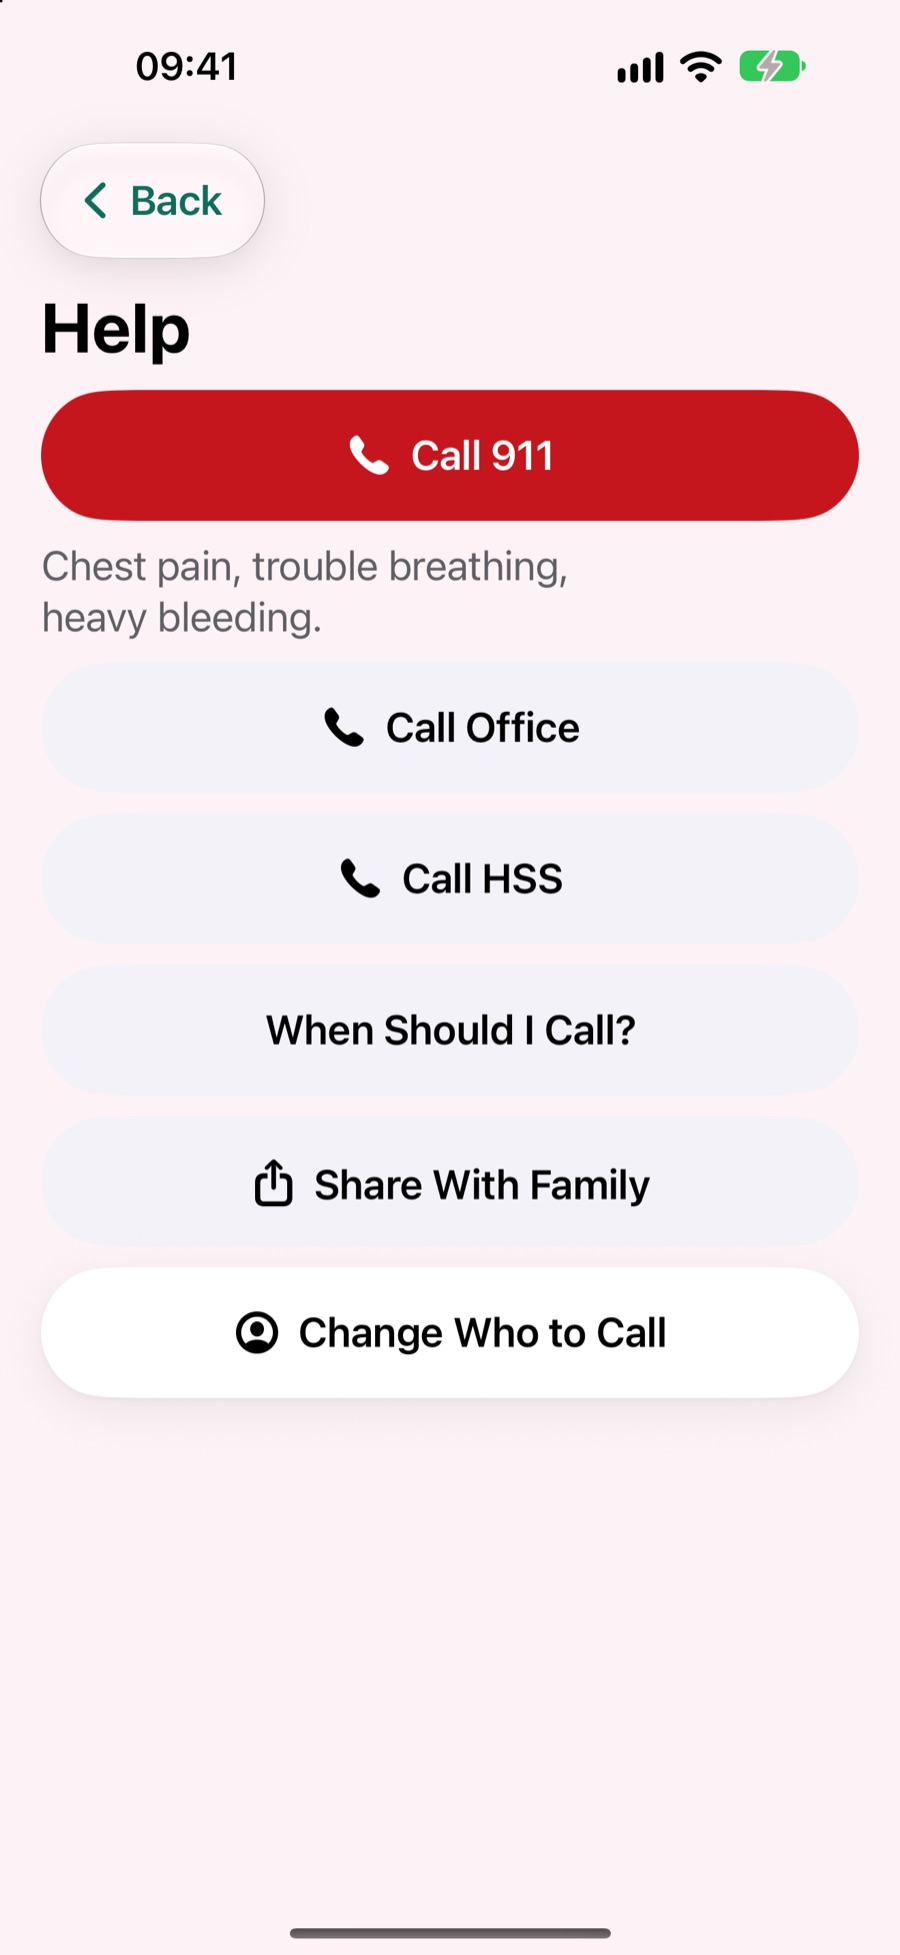 09:41
Back
Help
Call 911
Chest pain, trouble breathing,
heavy bleeding.
Call Office
Call HSS
When Should I Call?
Share With Family
Change Who to Call